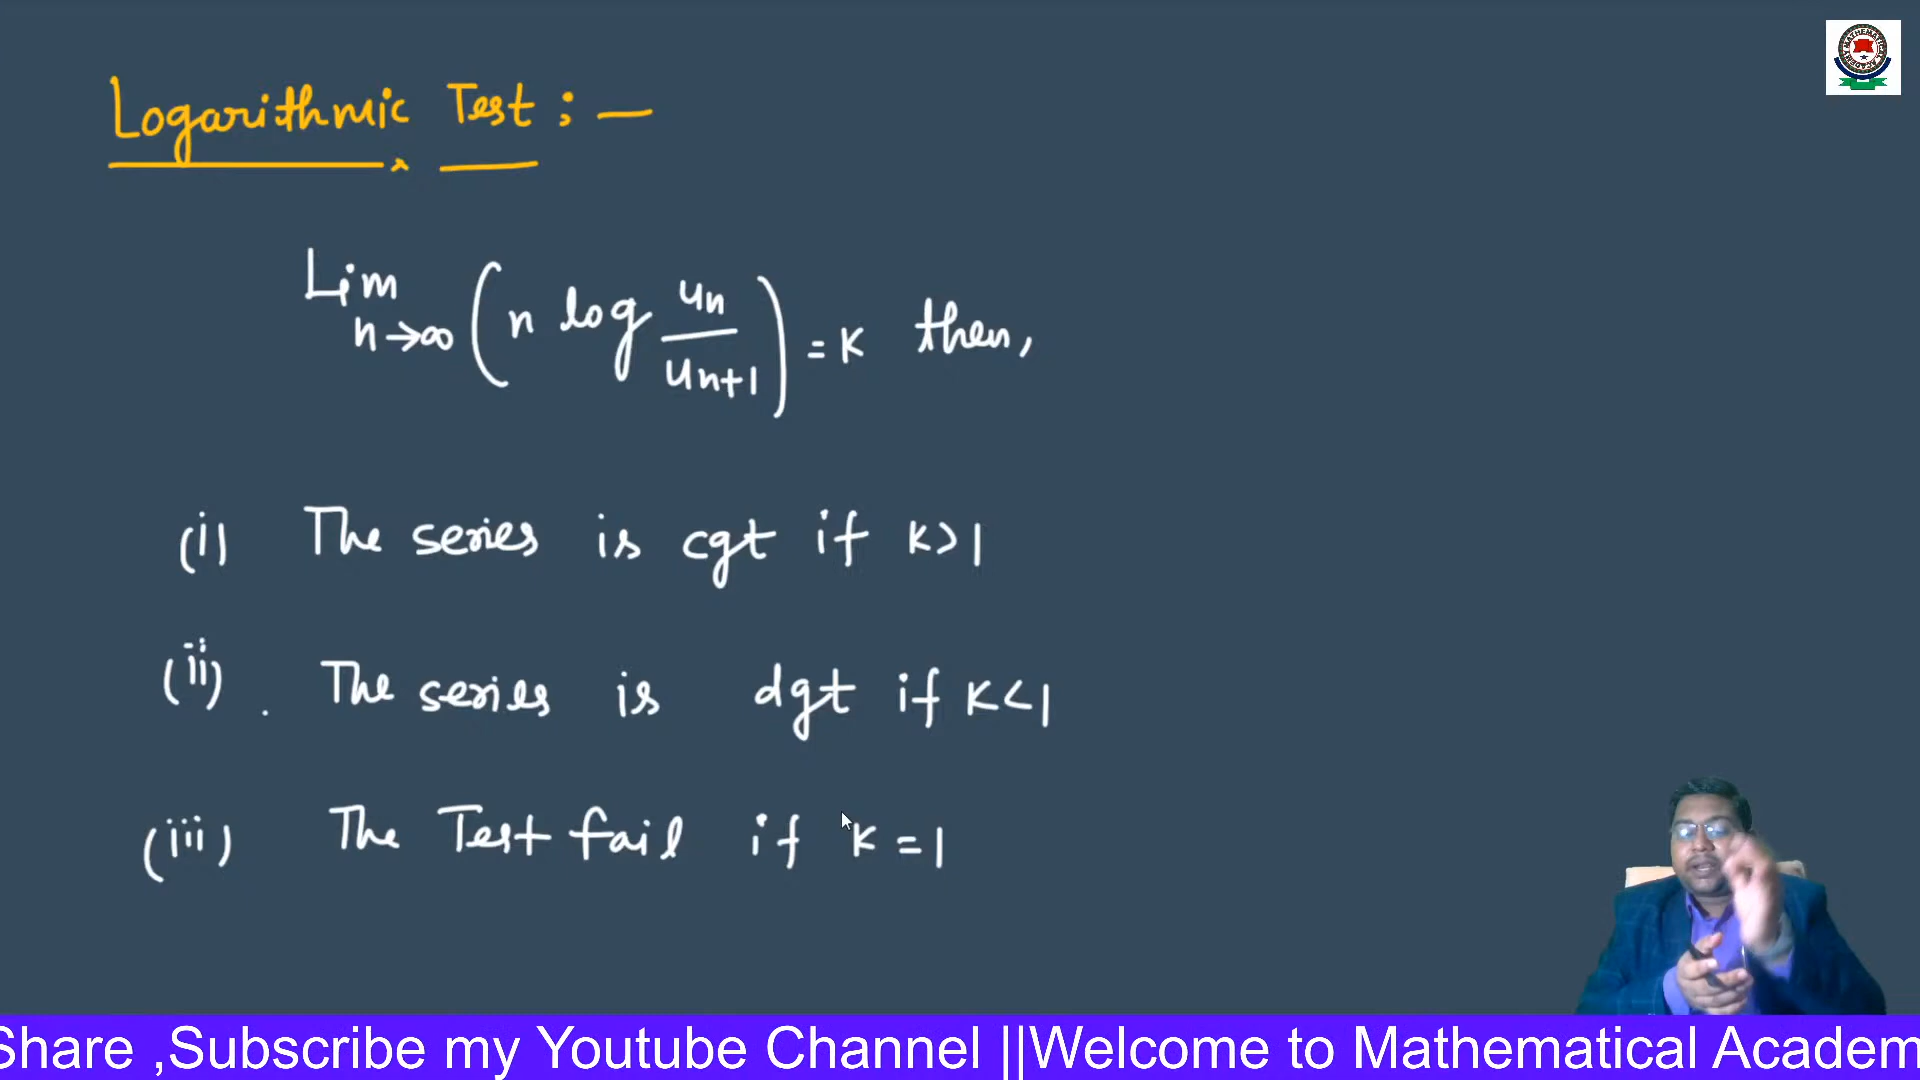 Logarithmic Test : —
Lim n→∞ ( n log un/un+1 ) = K then,
(i) The series is cgt if K>1
(ii) . The series is dgt if K<1
(iii) The Test fail if K = 1
Share ,Subscribe my Youtube Channel ||Welcome to Mathematical Academ